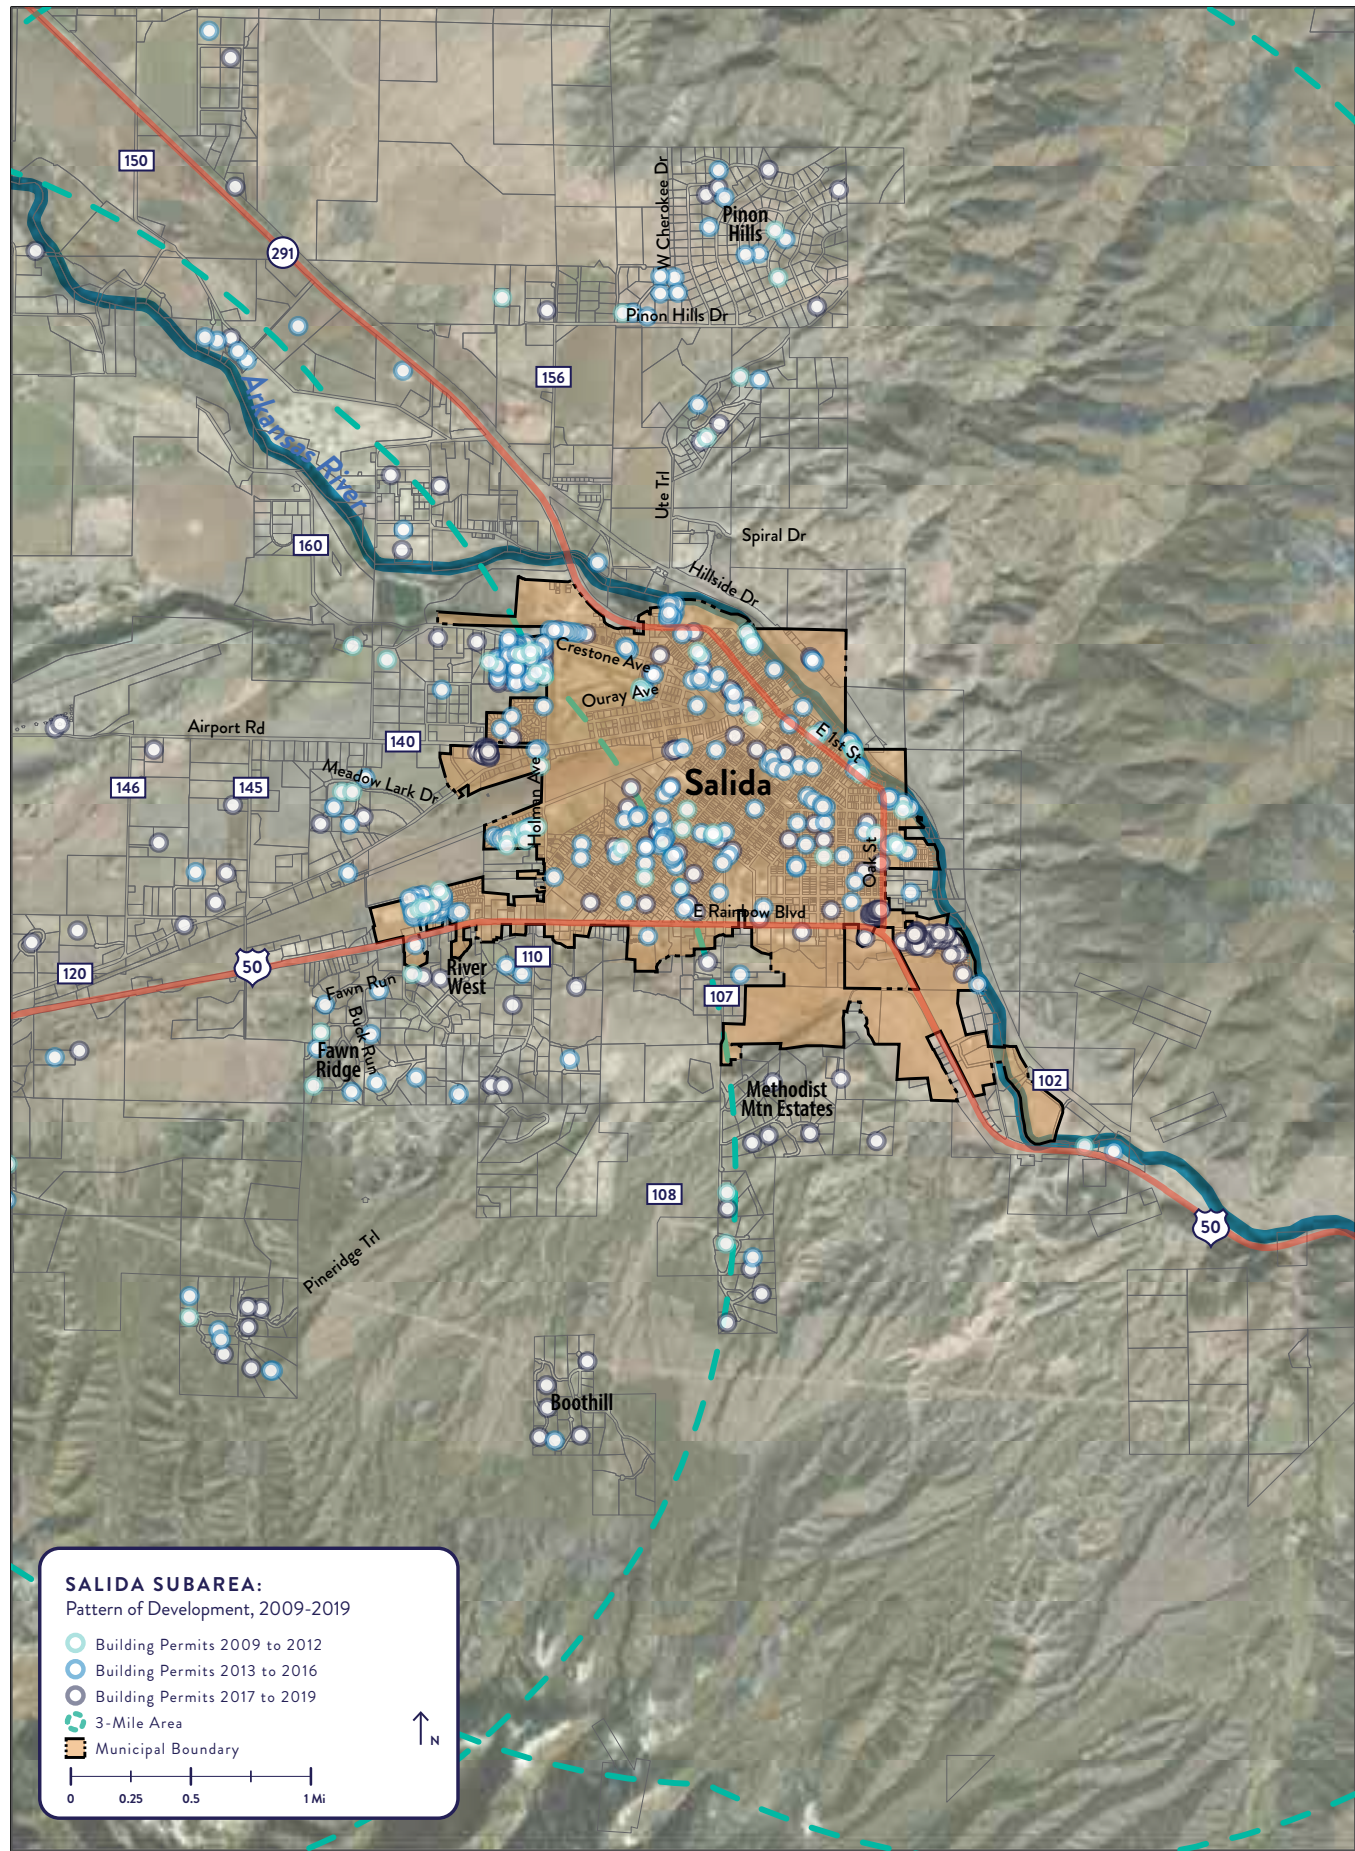 150
W Cherokee Dr
Pinon
Hills
291
Pinon Hills Dr
156
Arkansas River
Ute Trl
Spiral Dr
160
Hillside Dr
Crestone Ave
Ouray Ave
Airport Rd
140
E 1st St
Meadow Lark Dr
146
145
Holman Ave
Salida
Oak St
E Rainbow Blvd
120
50
110
River
West
Fawn Run
107
Buck Run
Fawn
Ridge
102
Methodist
Mtn Estates
108
50
Pineridge Trl
Boothill
SALIDA SUBAREA:
Pattern of Development, 2009-2019
Building Permits 2009 to 2012
Building Permits 2013 to 2016
Building Permits 2017 to 2019
3-Mile Area
Municipal Boundary
N
0 0.25 0.5 1 Mi